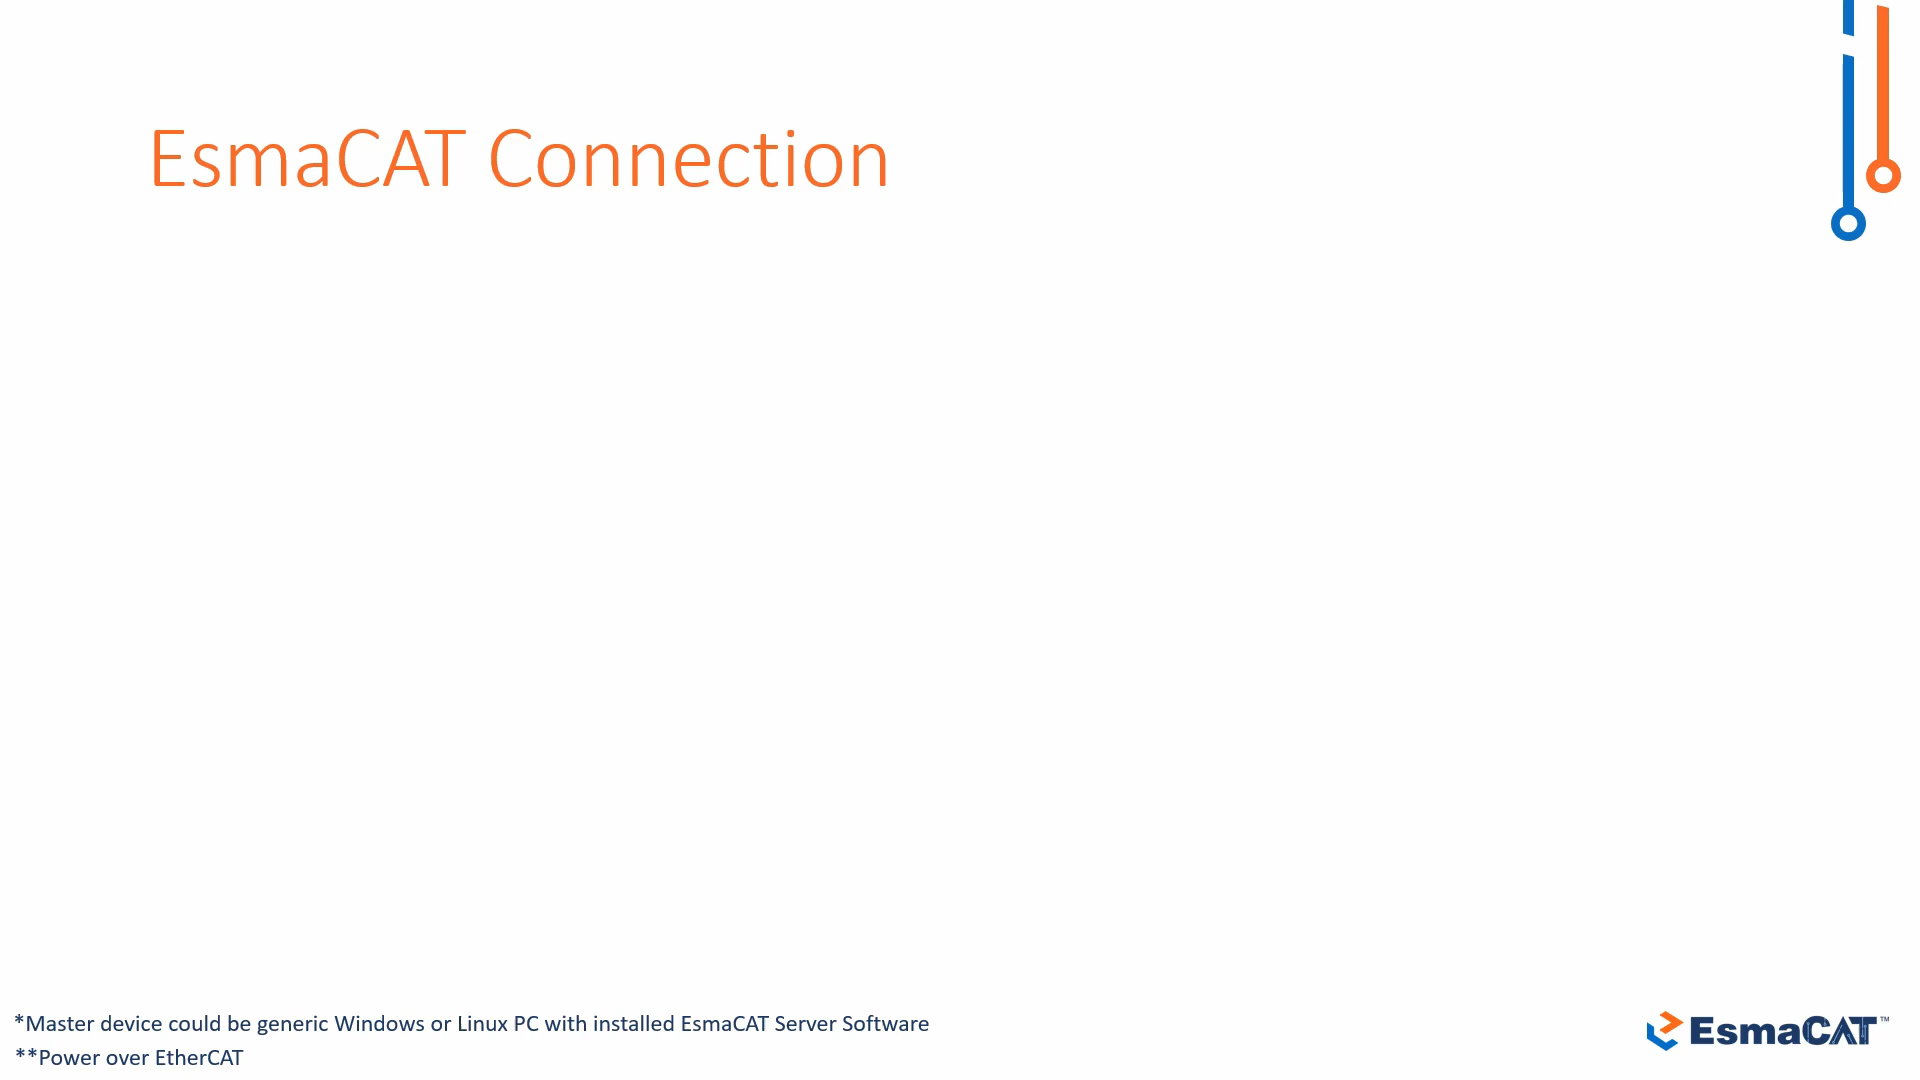 EsmaCAT Connection
*Master device could be generic Windows or Linux PC with installed EsmaCAT Server Software
**Power over EtherCAT
EsmaCAT™